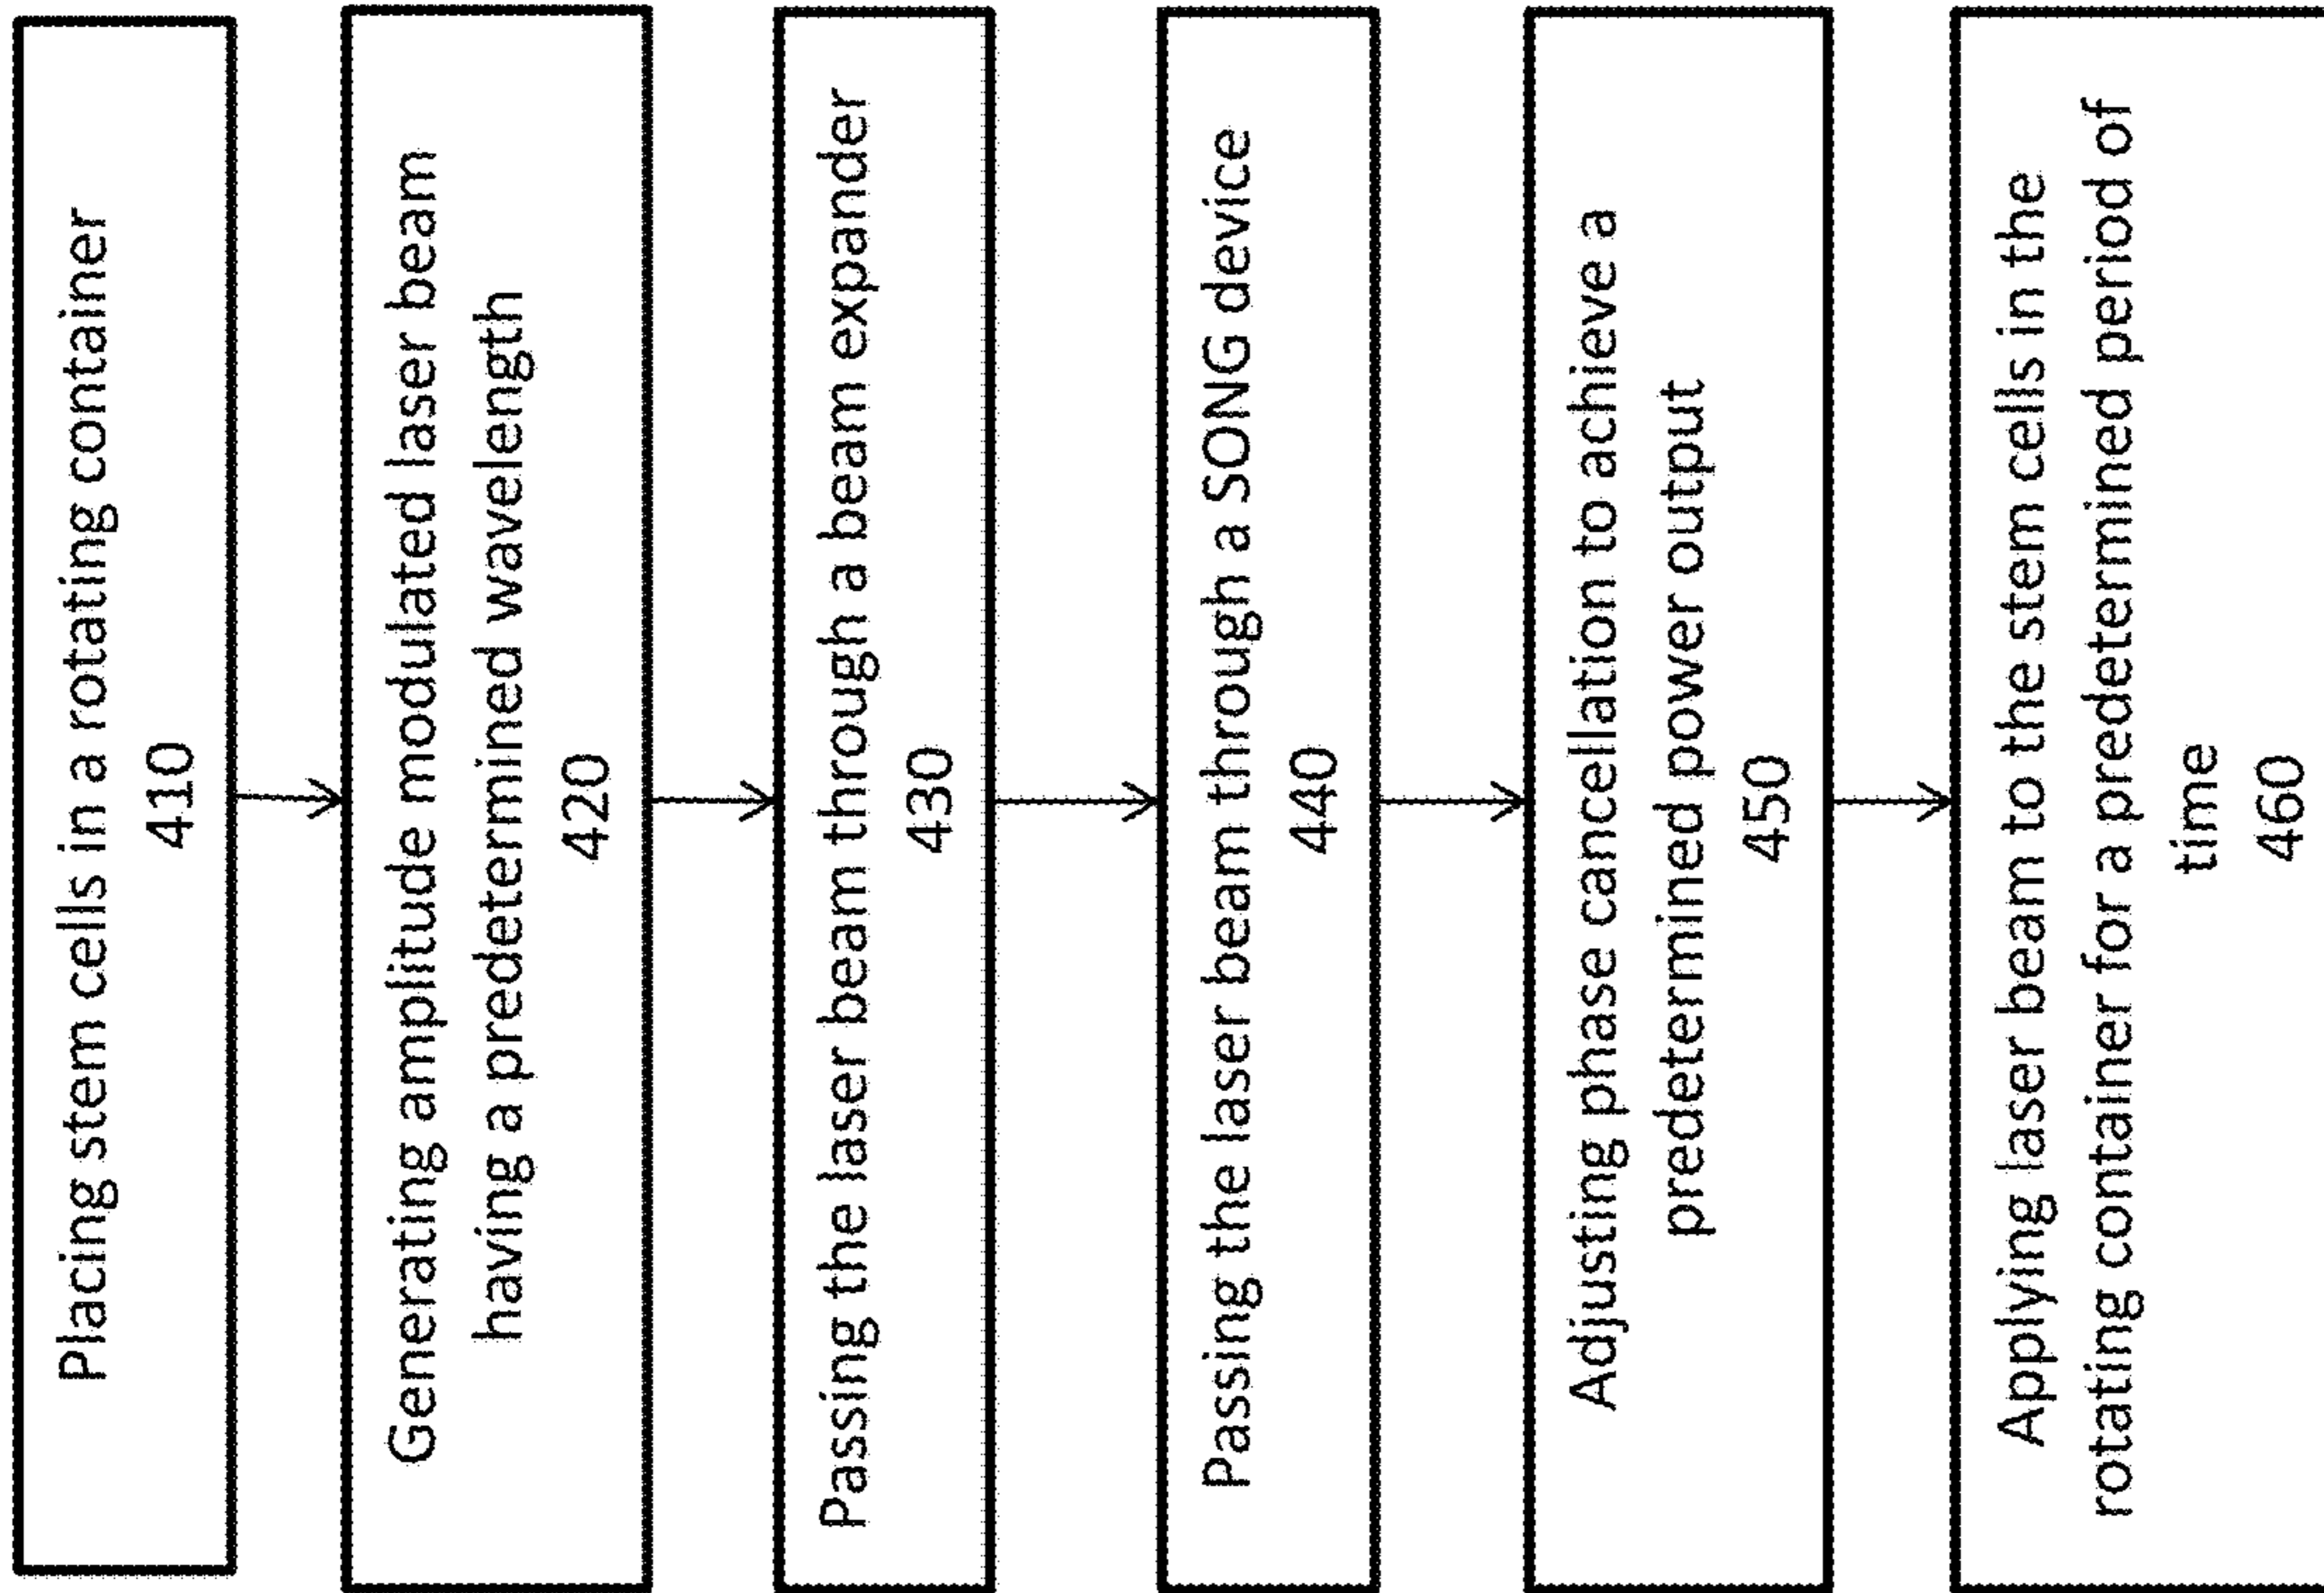 Placing stem cells in a rotating container
410
Generating amplitude modulated laser beam
having a predetermined wavelength
420
Passing the laser beam through a beam expander
430
Passing the laser beam through a SONG device
440
Adjusting phase cancellation to achieve a
predetermined power output
450
Applying laser beam to the stem cells in the
rotating container for a predetermined period of
time
460